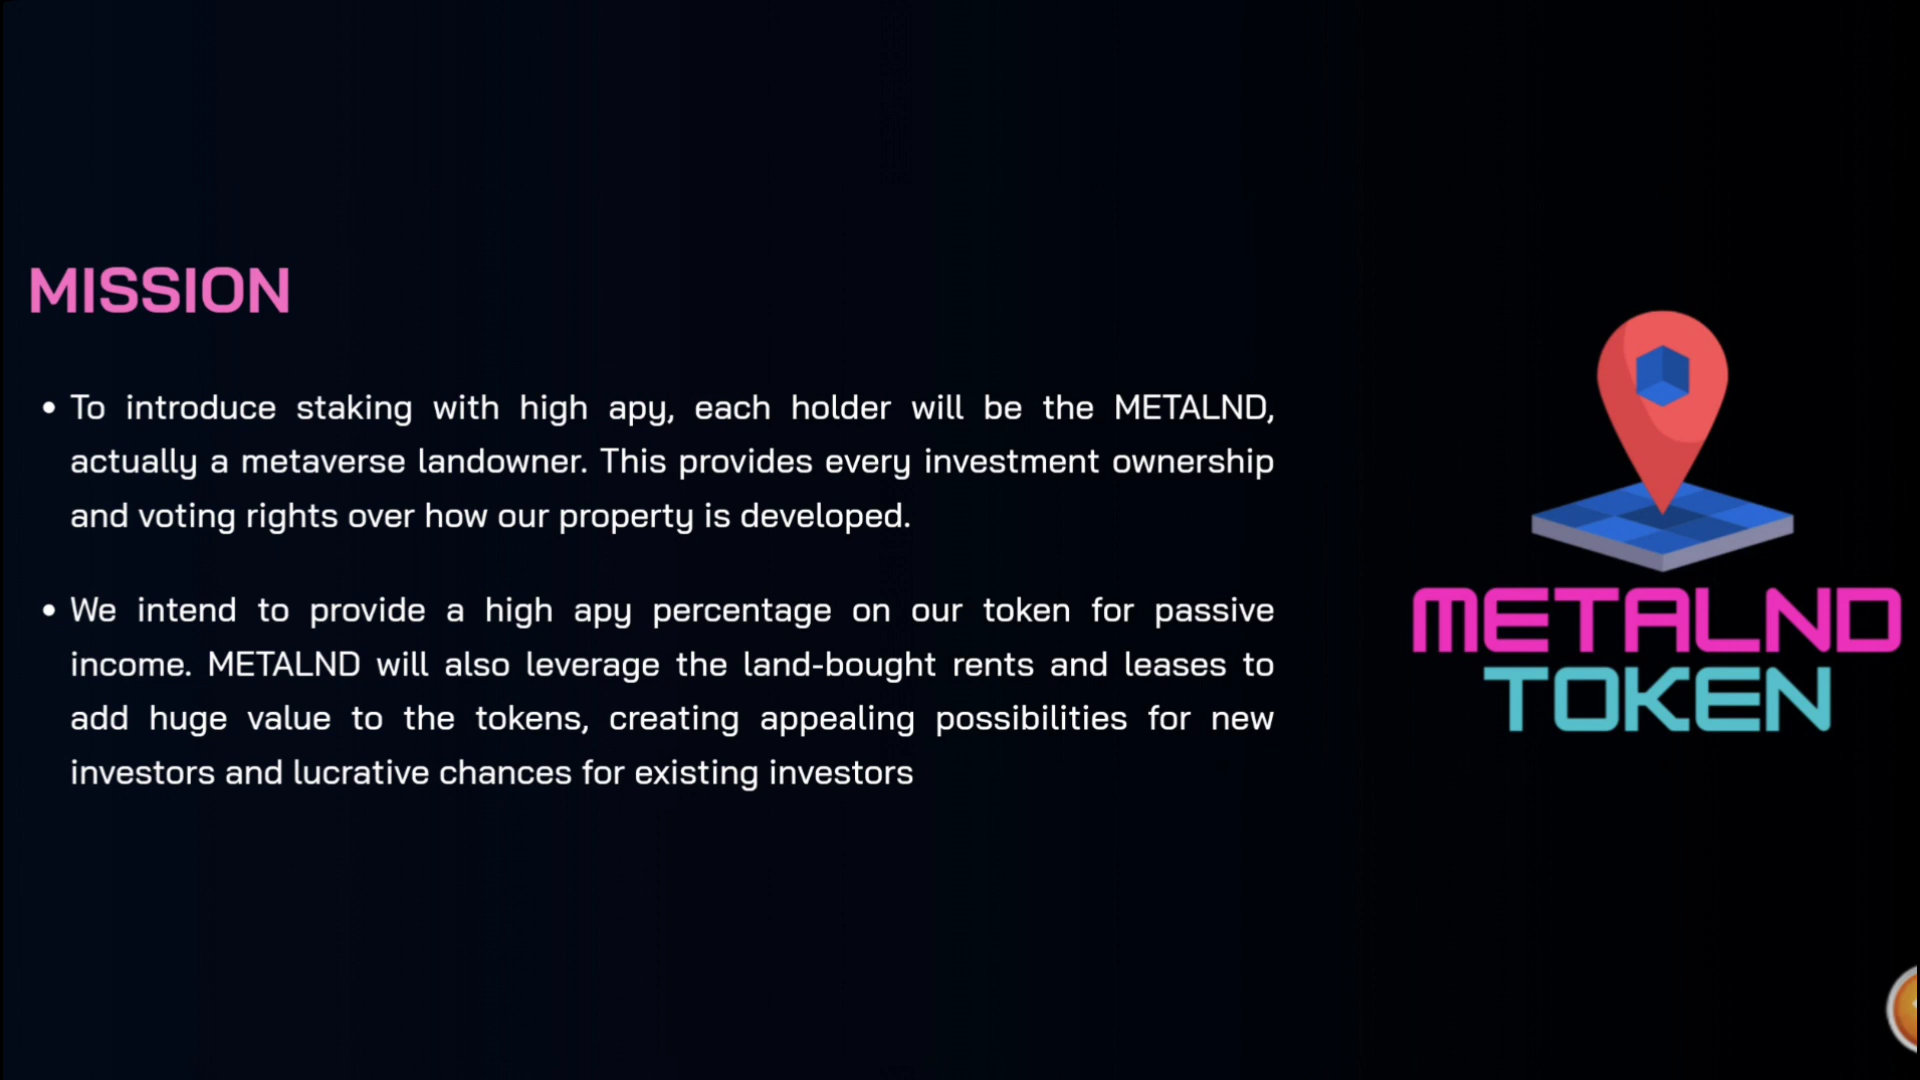 MISSION
• To introduce staking with high apy, each holder will be the METALND,
actually a metaverse landowner. This provides every investment ownership
and voting rights over how our property is developed.
• We intend to provide a high apy percentage on our token for passive
income. METALND will also leverage the land-bought rents and leases to
add huge value to the tokens, creating appealing possibilities for new
investors and lucrative chances for existing investors
METALND
TOKEN